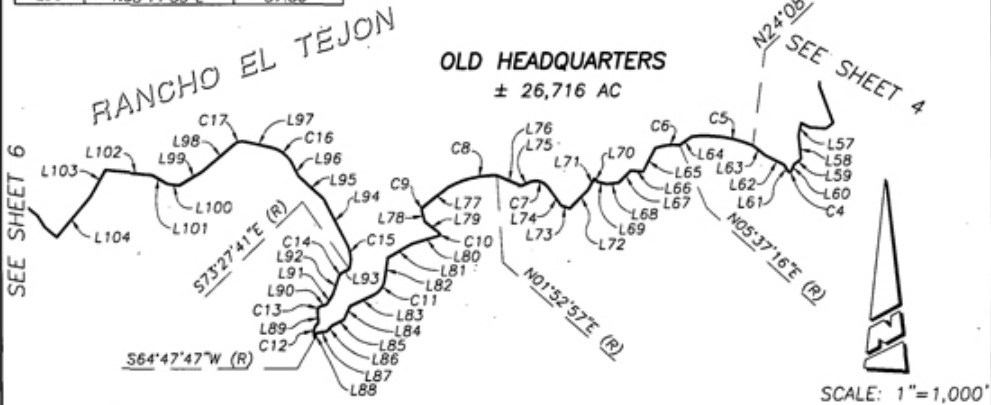 RANCHO EL TEJON
OLD HEADQUARTERS
± 26,716 AC
N24°08'
SEE SHEET 4
SEE SHEET 6
L103
L102
L99
L98
C17
L97
C16
L96
L95
L94
L104
L101
L100
S73°27'41"E (R)
C14
L92
L91
L90
C13
L89
C12
L93
C15
S64°47'47"W (R)
L88
L87
L86
L85
L84
L83
C11
L82
L81
L80
C10
L79
L78
C9
L77
C8
L76
L75
C7
L74
L73
L71
L72
L70
L69
L68
L67
L66
L65
C6
L64
C5
L63
L62
L61
L57
L58
L59
L60
C4
N01°52'57"E (R)
N05°37'16"E (R)
N
SCALE: 1"=1,000'